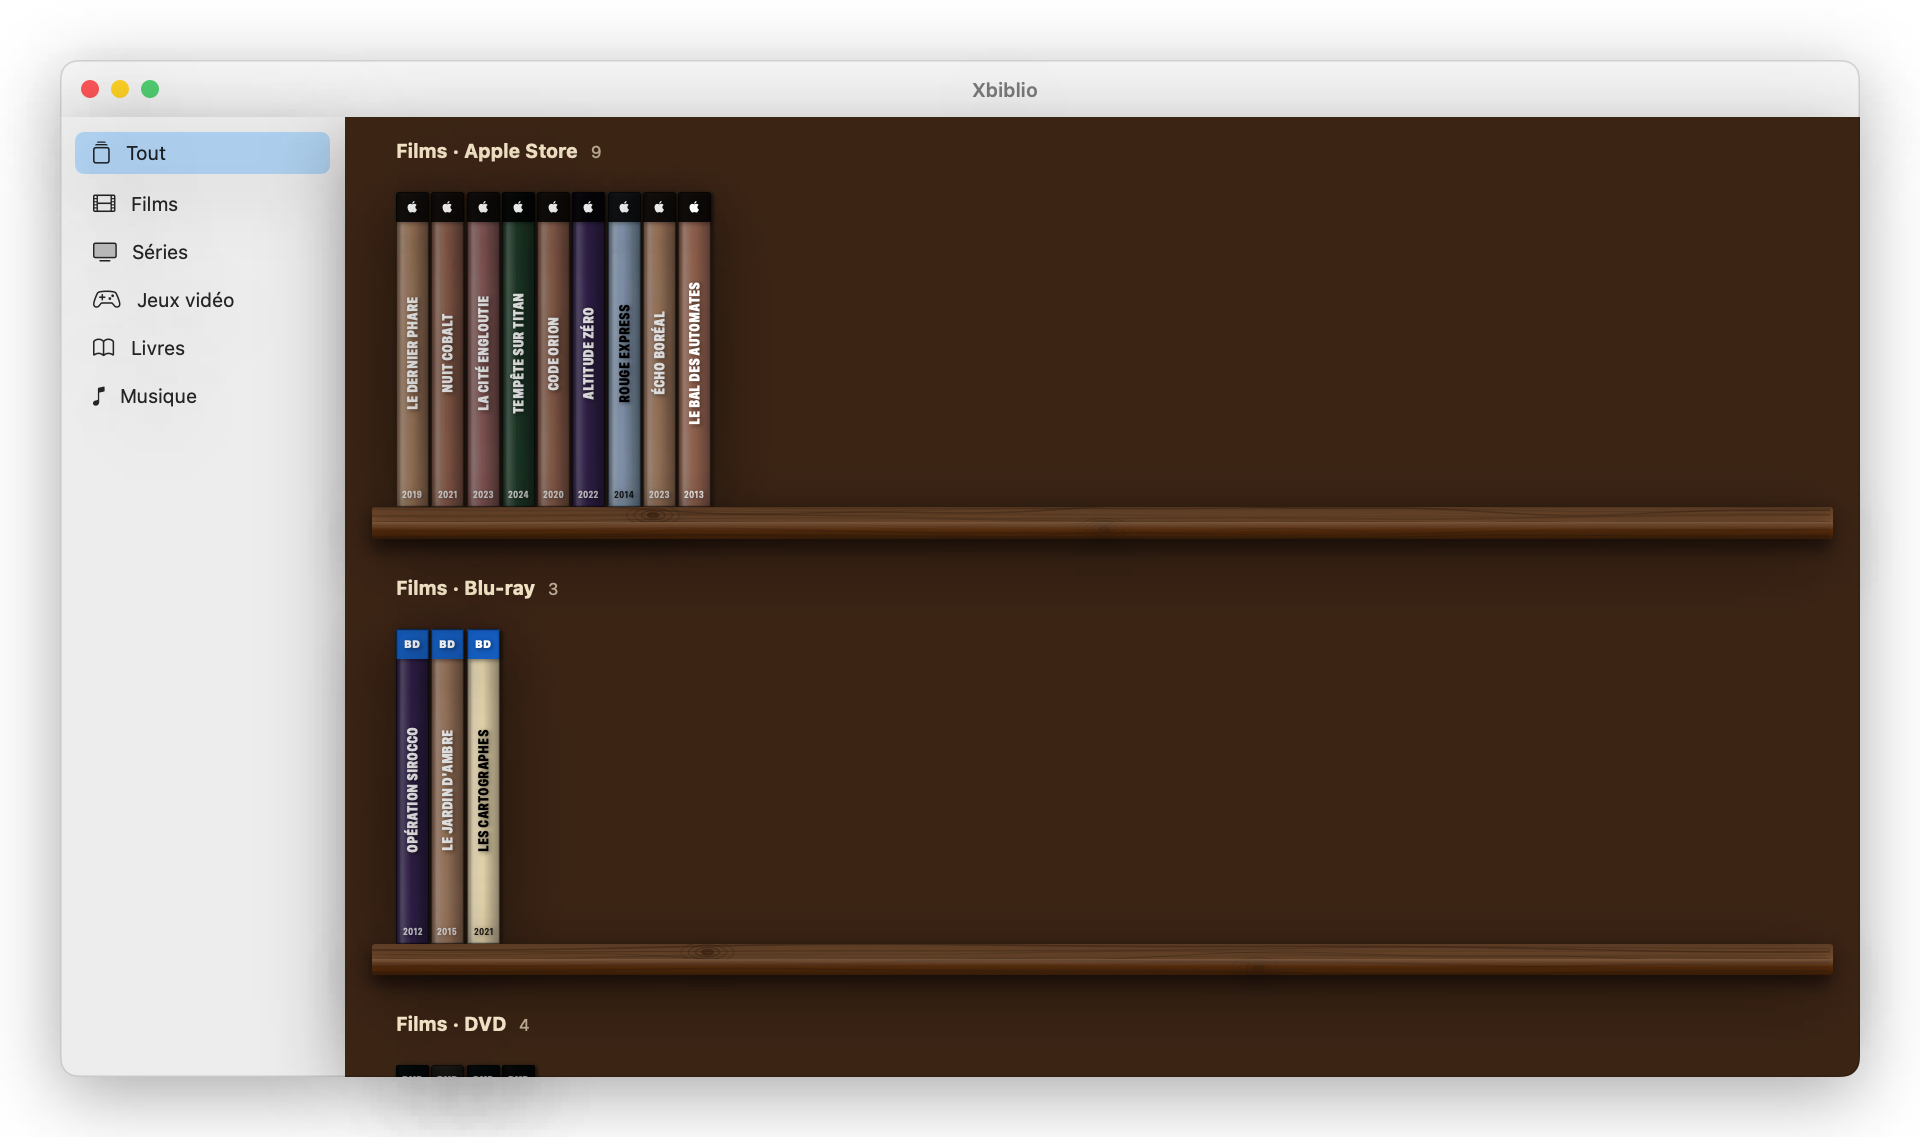 Xbiblio
Tout
Films
Séries
Jeux vidéo
Livres
Musique
Films · Apple Store 9
LE DERNIER PHARE
2019
NUIT COBALT
2021
LA CITÉ ENGLOUTIE
2023
TEMPÊTE SUR TITAN
2024
CODE ORION
2020
ALTITUDE ZÉRO
2022
ROUGE EXPRESS
2014
ÉCHO BORÉAL
2023
LE BAL DES AUTOMATES
2013
Films · Blu-ray 3
BD
OPÉRATION SIROCCO
2012
BD
LE JARDIN D'AMBRE
2015
BD
LES CARTOGRAPHES
2021
Films · DVD 4